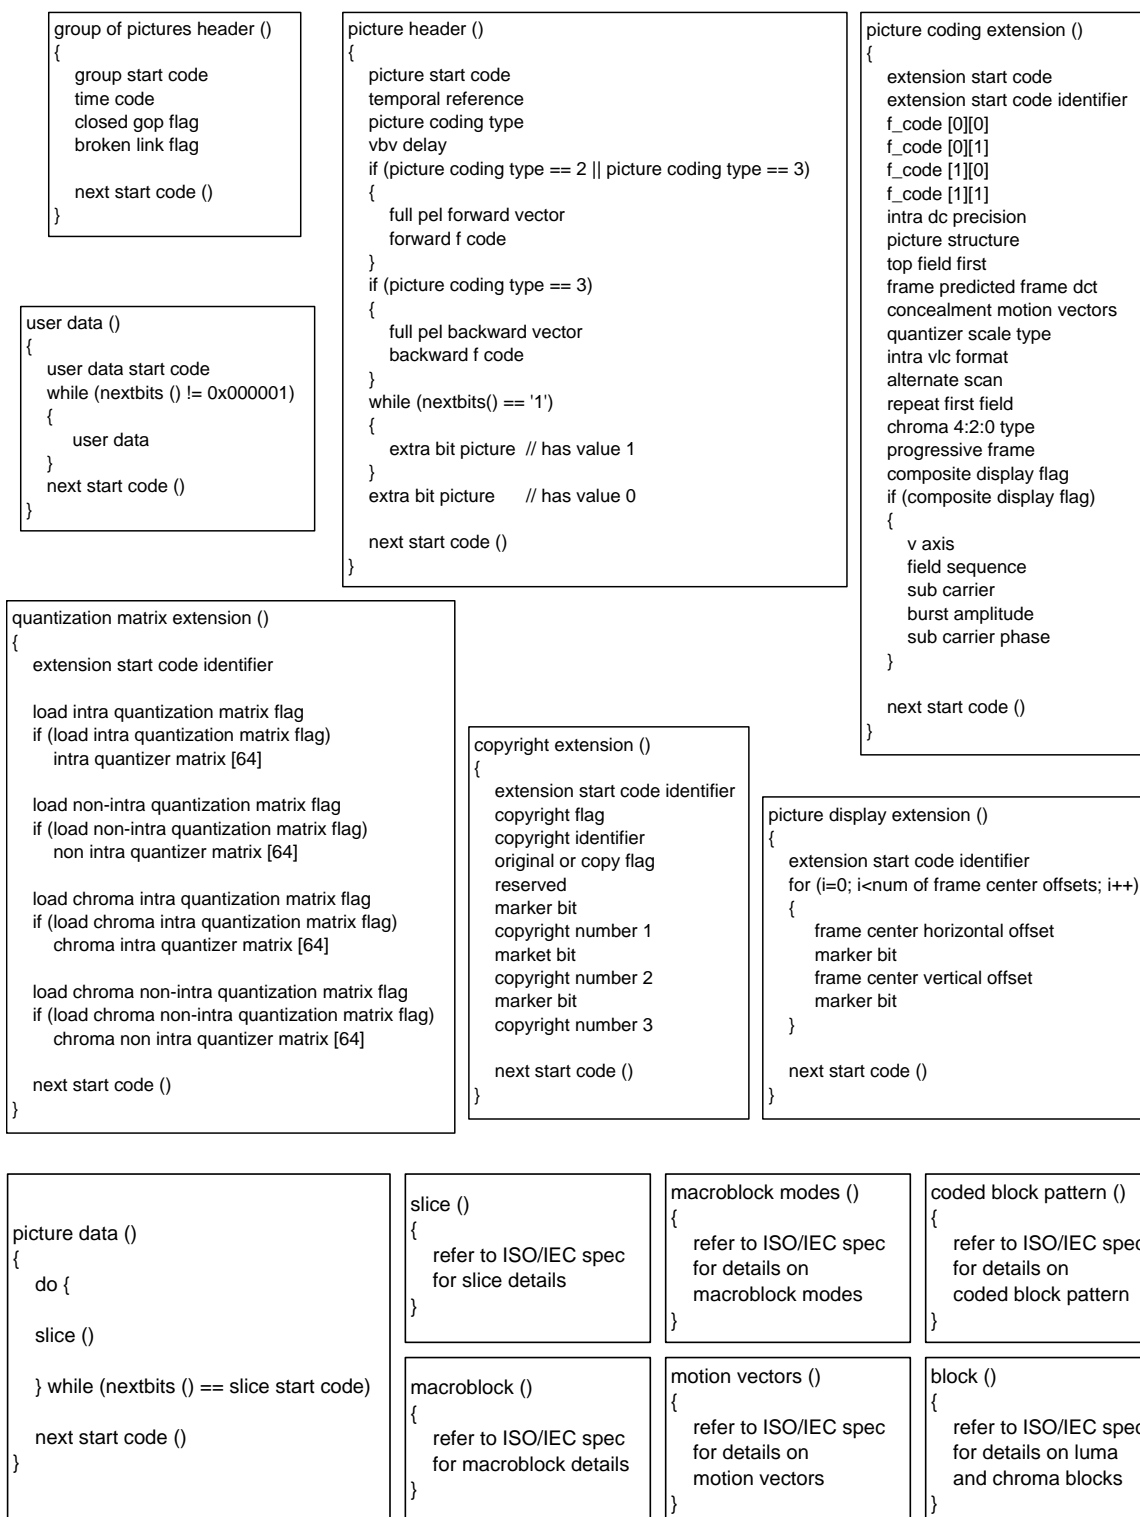 group of pictures header ()
{
group start code
time code
closed gop flag
broken link flag
next start code ()
}
user data ()
{
user data start code
while (nextbits () != 0x000001)
{
user data
}
next start code ()
}
picture header ()
{
picture start code
temporal reference
picture coding type
vbv delay
if (picture coding type == 2 || picture coding type == 3)
{
full pel forward vector
forward f code
}
if (picture coding type == 3)
{
full pel backward vector
backward f code
}
while (nextbits() == '1')
{
extra bit picture // has value 1
}
extra bit picture // has value 0
next start code ()
}
picture coding extension ()
{
extension start code
extension start code identifier
f_code [0][0]
f_code [0][1]
f_code [1][0]
f_code [1][1]
intra dc precision
picture structure
top field first
frame predicted frame dct
concealment motion vectors
quantizer scale type
intra vlc format
alternate scan
repeat first field
chroma 4:2:0 type
progressive frame
composite display flag
if (composite display flag)
{
v axis
field sequence
sub carrier
burst amplitude
sub carrier phase
}
next start code ()
}
quantization matrix extension ()
{
extension start code identifier
load intra quantization matrix flag
if (load intra quantization matrix flag)
intra quantizer matrix [64]
load non-intra quantization matrix flag
if (load non-intra quantization matrix flag)
non intra quantizer matrix [64]
load chroma intra quantization matrix flag
if (load chroma intra quantization matrix flag)
chroma intra quantizer matrix [64]
load chroma non-intra quantization matrix flag
if (load chroma non-intra quantization matrix flag)
chroma non intra quantizer matrix [64]
next start code ()
}
copyright extension ()
{
extension start code identifier
copyright flag
copyright identifier
original or copy flag
reserved
marker bit
copyright number 1
market bit
copyright number 2
marker bit
copyright number 3
next start code ()
}
picture display extension ()
{
extension start code identifier
for (i=0; i<num of frame center offsets; i++)
{
frame center horizontal offset
marker bit
frame center vertical offset
marker bit
}
next start code ()
}
picture data ()
{
do {
slice ()
} while (nextbits () == slice start code)
next start code ()
}
slice ()
{
refer to ISO/IEC spec
for slice details
}
macroblock modes ()
{
refer to ISO/IEC spec
for details on
macroblock modes
}
coded block pattern ()
{
refer to ISO/IEC spec
for details on
coded block pattern
}
macroblock ()
{
refer to ISO/IEC spec
for macroblock details
}
motion vectors ()
{
refer to ISO/IEC spec
for details on
motion vectors
}
block ()
{
refer to ISO/IEC spec
for details on luma
and chroma blocks
}